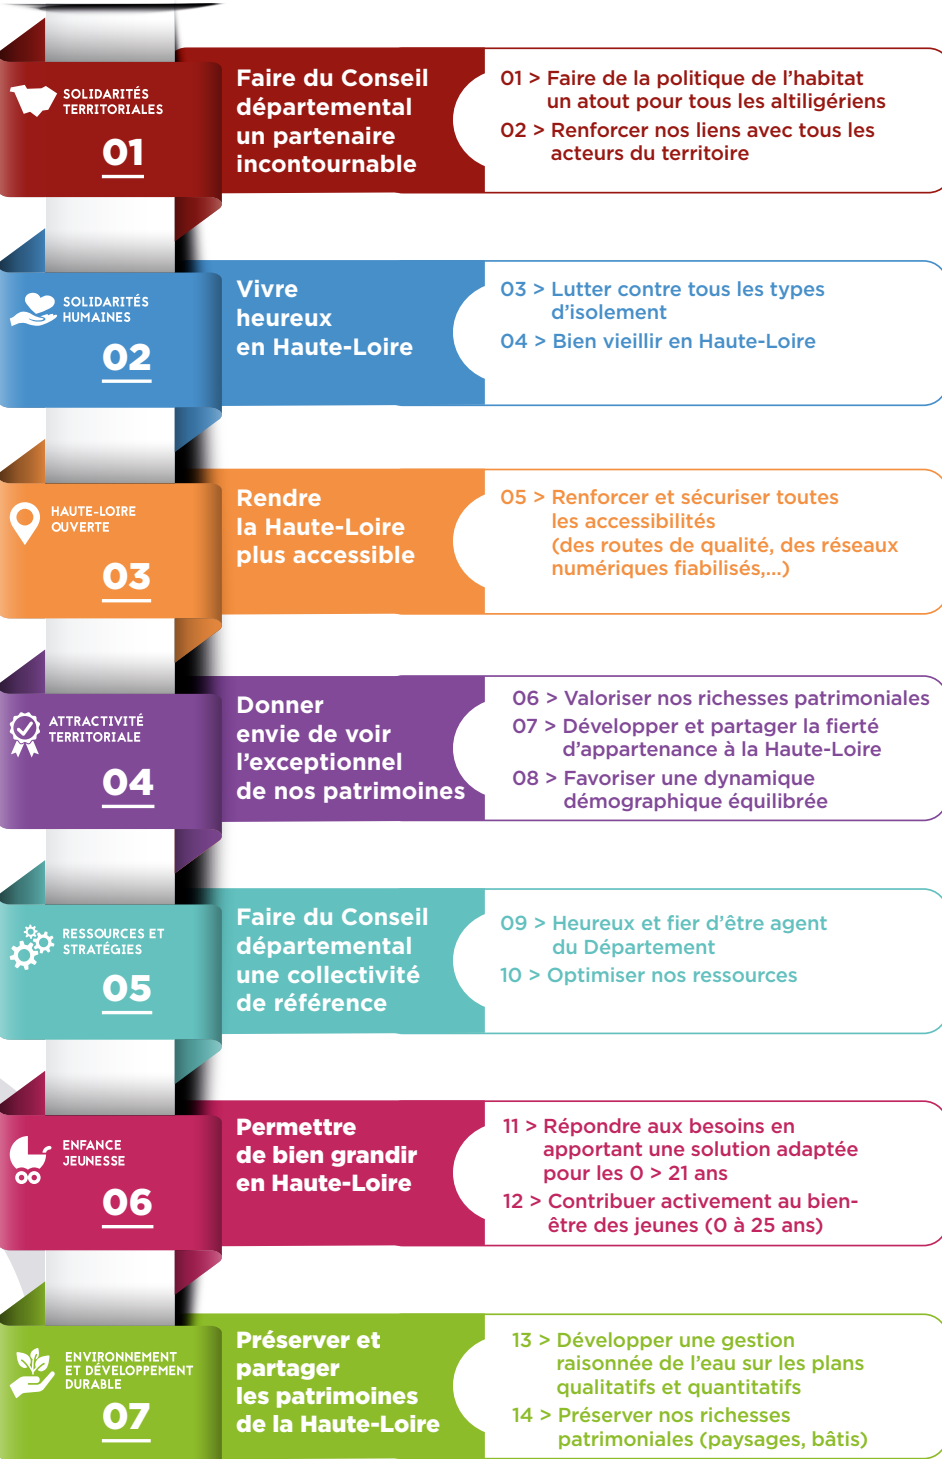 SOLIDARITÉS
TERRITORIALES
01
Faire du Conseil
départemental
un partenaire
incontournable
01 > Faire de la politique de l’habitat
un atout pour tous les altiligériens
02 > Renforcer nos liens avec tous les
acteurs du territoire
SOLIDARITÉS
HUMAINES
02
Vivre
heureux
en Haute-Loire
03 > Lutter contre tous les types
d’isolement
04 > Bien vieillir en Haute-Loire
HAUTE-LOIRE
OUVERTE
03
Rendre
la Haute-Loire
plus accessible
05 > Renforcer et sécuriser toutes
les accessibilités
(des routes de qualité, des réseaux
numériques fiabilisés,...)
ATTRACTIVITÉ
TERRITORIALE
04
Donner
envie de voir
l’exceptionnel
de nos patrimoines
06 > Valoriser nos richesses patrimoniales
07 > Développer et partager la fierté
d’appartenance à la Haute-Loire
08 > Favoriser une dynamique
démographique équilibrée
RESSOURCES ET
STRATÉGIES
05
Faire du Conseil
départemental
une collectivité
de référence
09 > Heureux et fier d’être agent
du Département
10 > Optimiser nos ressources
ENFANCE
JEUNESSE
06
Permettre
de bien grandir
en Haute-Loire
11 > Répondre aux besoins en
apportant une solution adaptée
pour les 0 > 21 ans
12 > Contribuer activement au bien-
être des jeunes (0 à 25 ans)
ENVIRONNEMENT
ET DÉVELOPPEMENT
DURABLE
07
Préserver et
partager
les patrimoines
de la Haute-Loire
13 > Développer une gestion
raisonnée de l’eau sur les plans
qualitatifs et quantitatifs
14 > Préserver nos richesses
patrimoniales (paysages, bâtis)